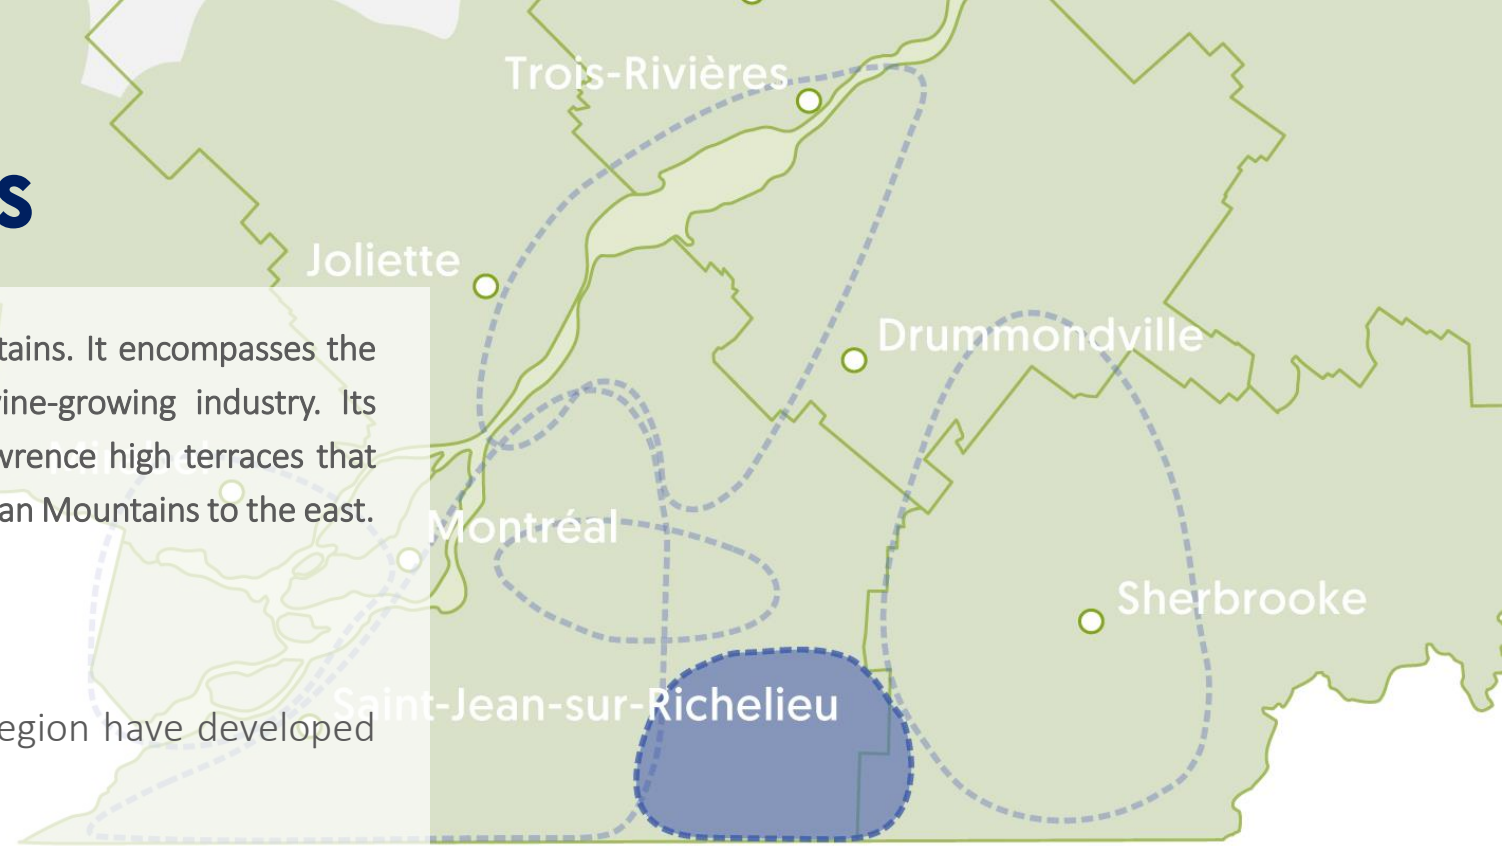 Trois-Rivières
s
Joliette
Drummondville
tains. It encompasses the
vine-growing industry. Its
wrence high terraces that
an Mountains to the east.
Montréal
Sherbrooke
Saint-Jean-sur-Richelieu
egion have developed